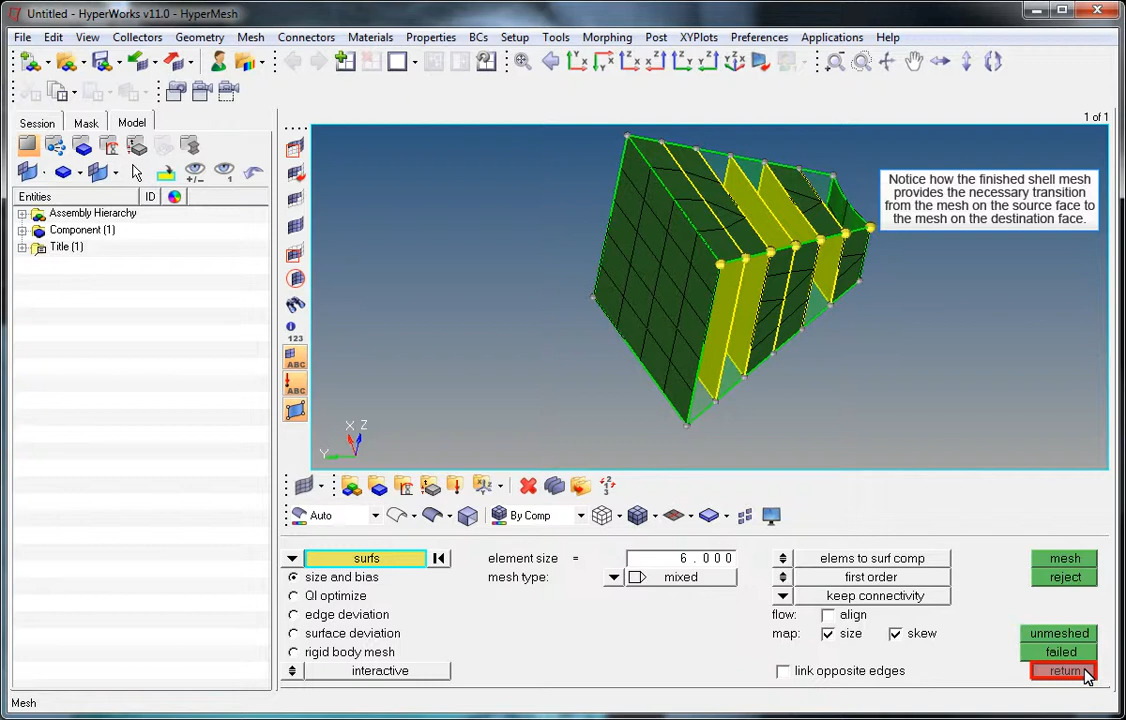 Untitled - HyperWorks v11.0 - HyperMesh
File Edit View Collectors Geometry Mesh Connectors Materials Properties BCs Setup Tools Morphing Post XYPlots Preferences Applications Help
Session Mask Model
1 of 1
Entities ID
Assembly Hierarchy
Component (1)
Title (1)
123
ABC
ABC
Notice how the finished shell mesh
provides the necessary transition
from the mesh on the source face to
the mesh on the destination face.
X Z
Y
Auto By Comp
surfs element size = 6.000 elems to surf comp mesh
size and bias mesh type: mixed first order reject
QI optimize keep connectivity
edge deviation flow: align
surface deviation map: size skew unmeshed
rigid body mesh failed
interactive link opposite edges return
Mesh